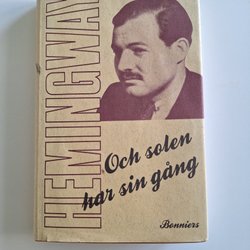 HEMINGWAY
Och solen
har sin gång
Bonniers